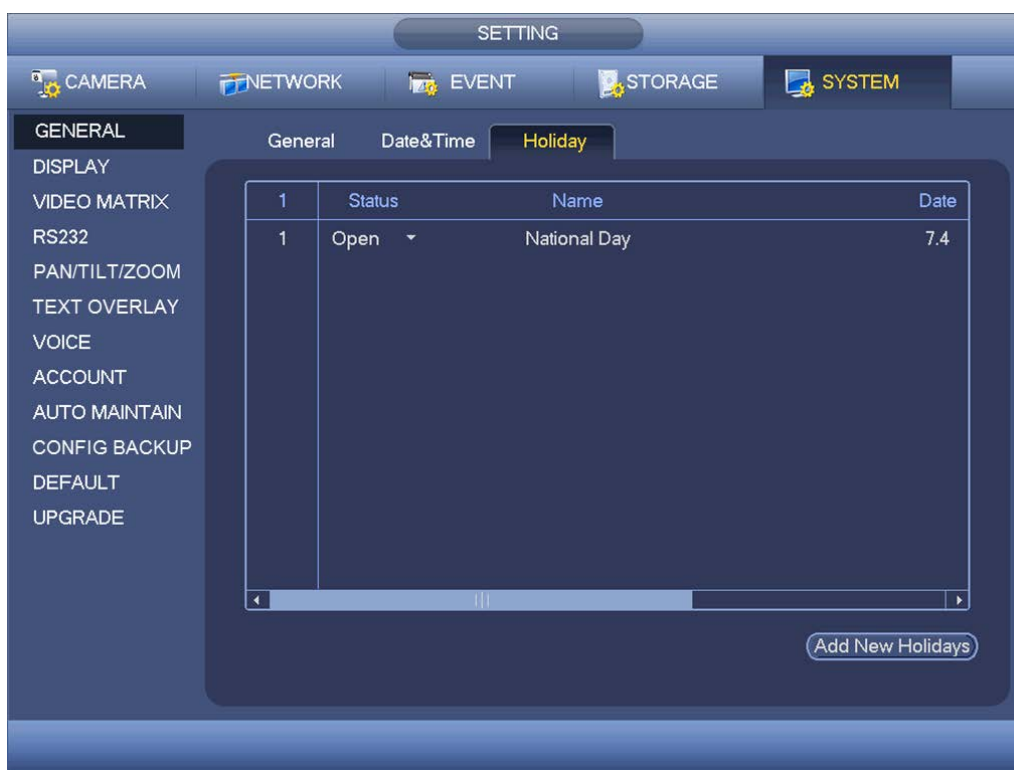 SETTING
CAMERA NETWORK EVENT STORAGE SYSTEM
GENERAL
DISPLAY
VIDEO MATRIX
RS232
PAN/TILT/ZOOM
TEXT OVERLAY
VOICE
ACCOUNT
AUTO MAINTAIN
CONFIG BACKUP
DEFAULT
UPGRADE
General Date&Time Holiday
1 Status Name Date
1 Open National Day 7.4
Add New Holidays